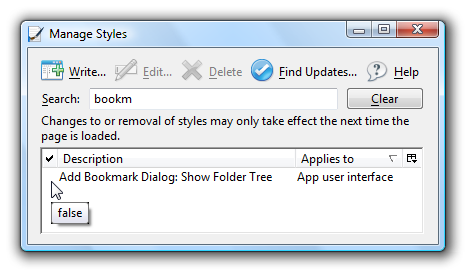 Manage Styles
Write... Edit... Delete Find Updates... Help
Search: bookm Clear
Changes to or removal of styles may only take effect the next time the
page is loaded.
Description Applies to
Add Bookmark Dialog: Show Folder Tree App user interface
false